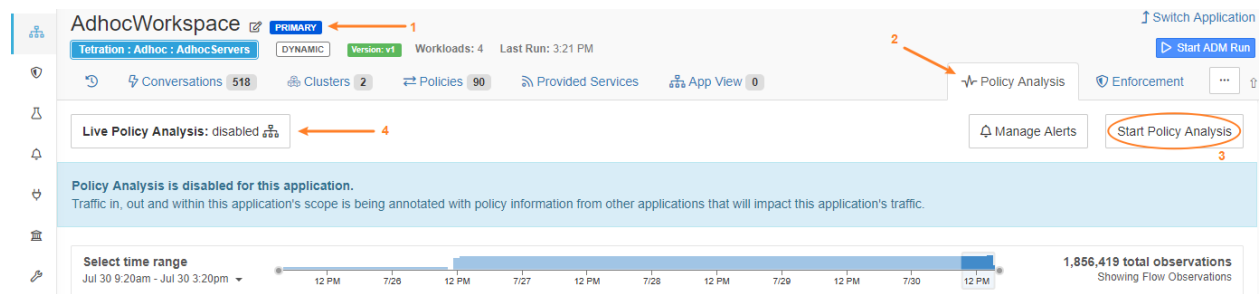 AdhocWorkspace PRIMARY 1
Switch Application
Tetration : Adhoc : AdhocServers DYNAMIC Version: v1 Workloads: 4 Last Run: 3:21 PM
2
Start ADM Run
Conversations 518 Clusters 2 Policies 90 Provided Services App View 0 Policy Analysis Enforcement ...
Live Policy Analysis: disabled 4
Manage Alerts Start Policy Analysis
3
Policy Analysis is disabled for this application.
Traffic in, out and within this application's scope is being annotated with policy information from other applications that will impact this application's traffic.
Select time range
Jul 30 9:20am - Jul 30 3:20pm
12 PM 7/26 12 PM 7/27 12 PM 7/28 12 PM 7/29 12 PM 7/30 12 PM
1,856,419 total observations
Showing Flow Observations